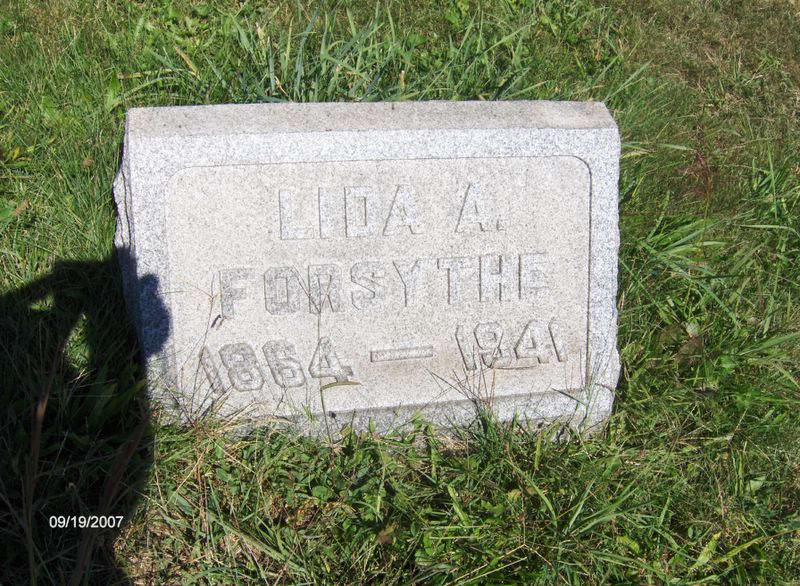 LIDA A.
FORSYTHE
1864 — 1941
09/19/2007